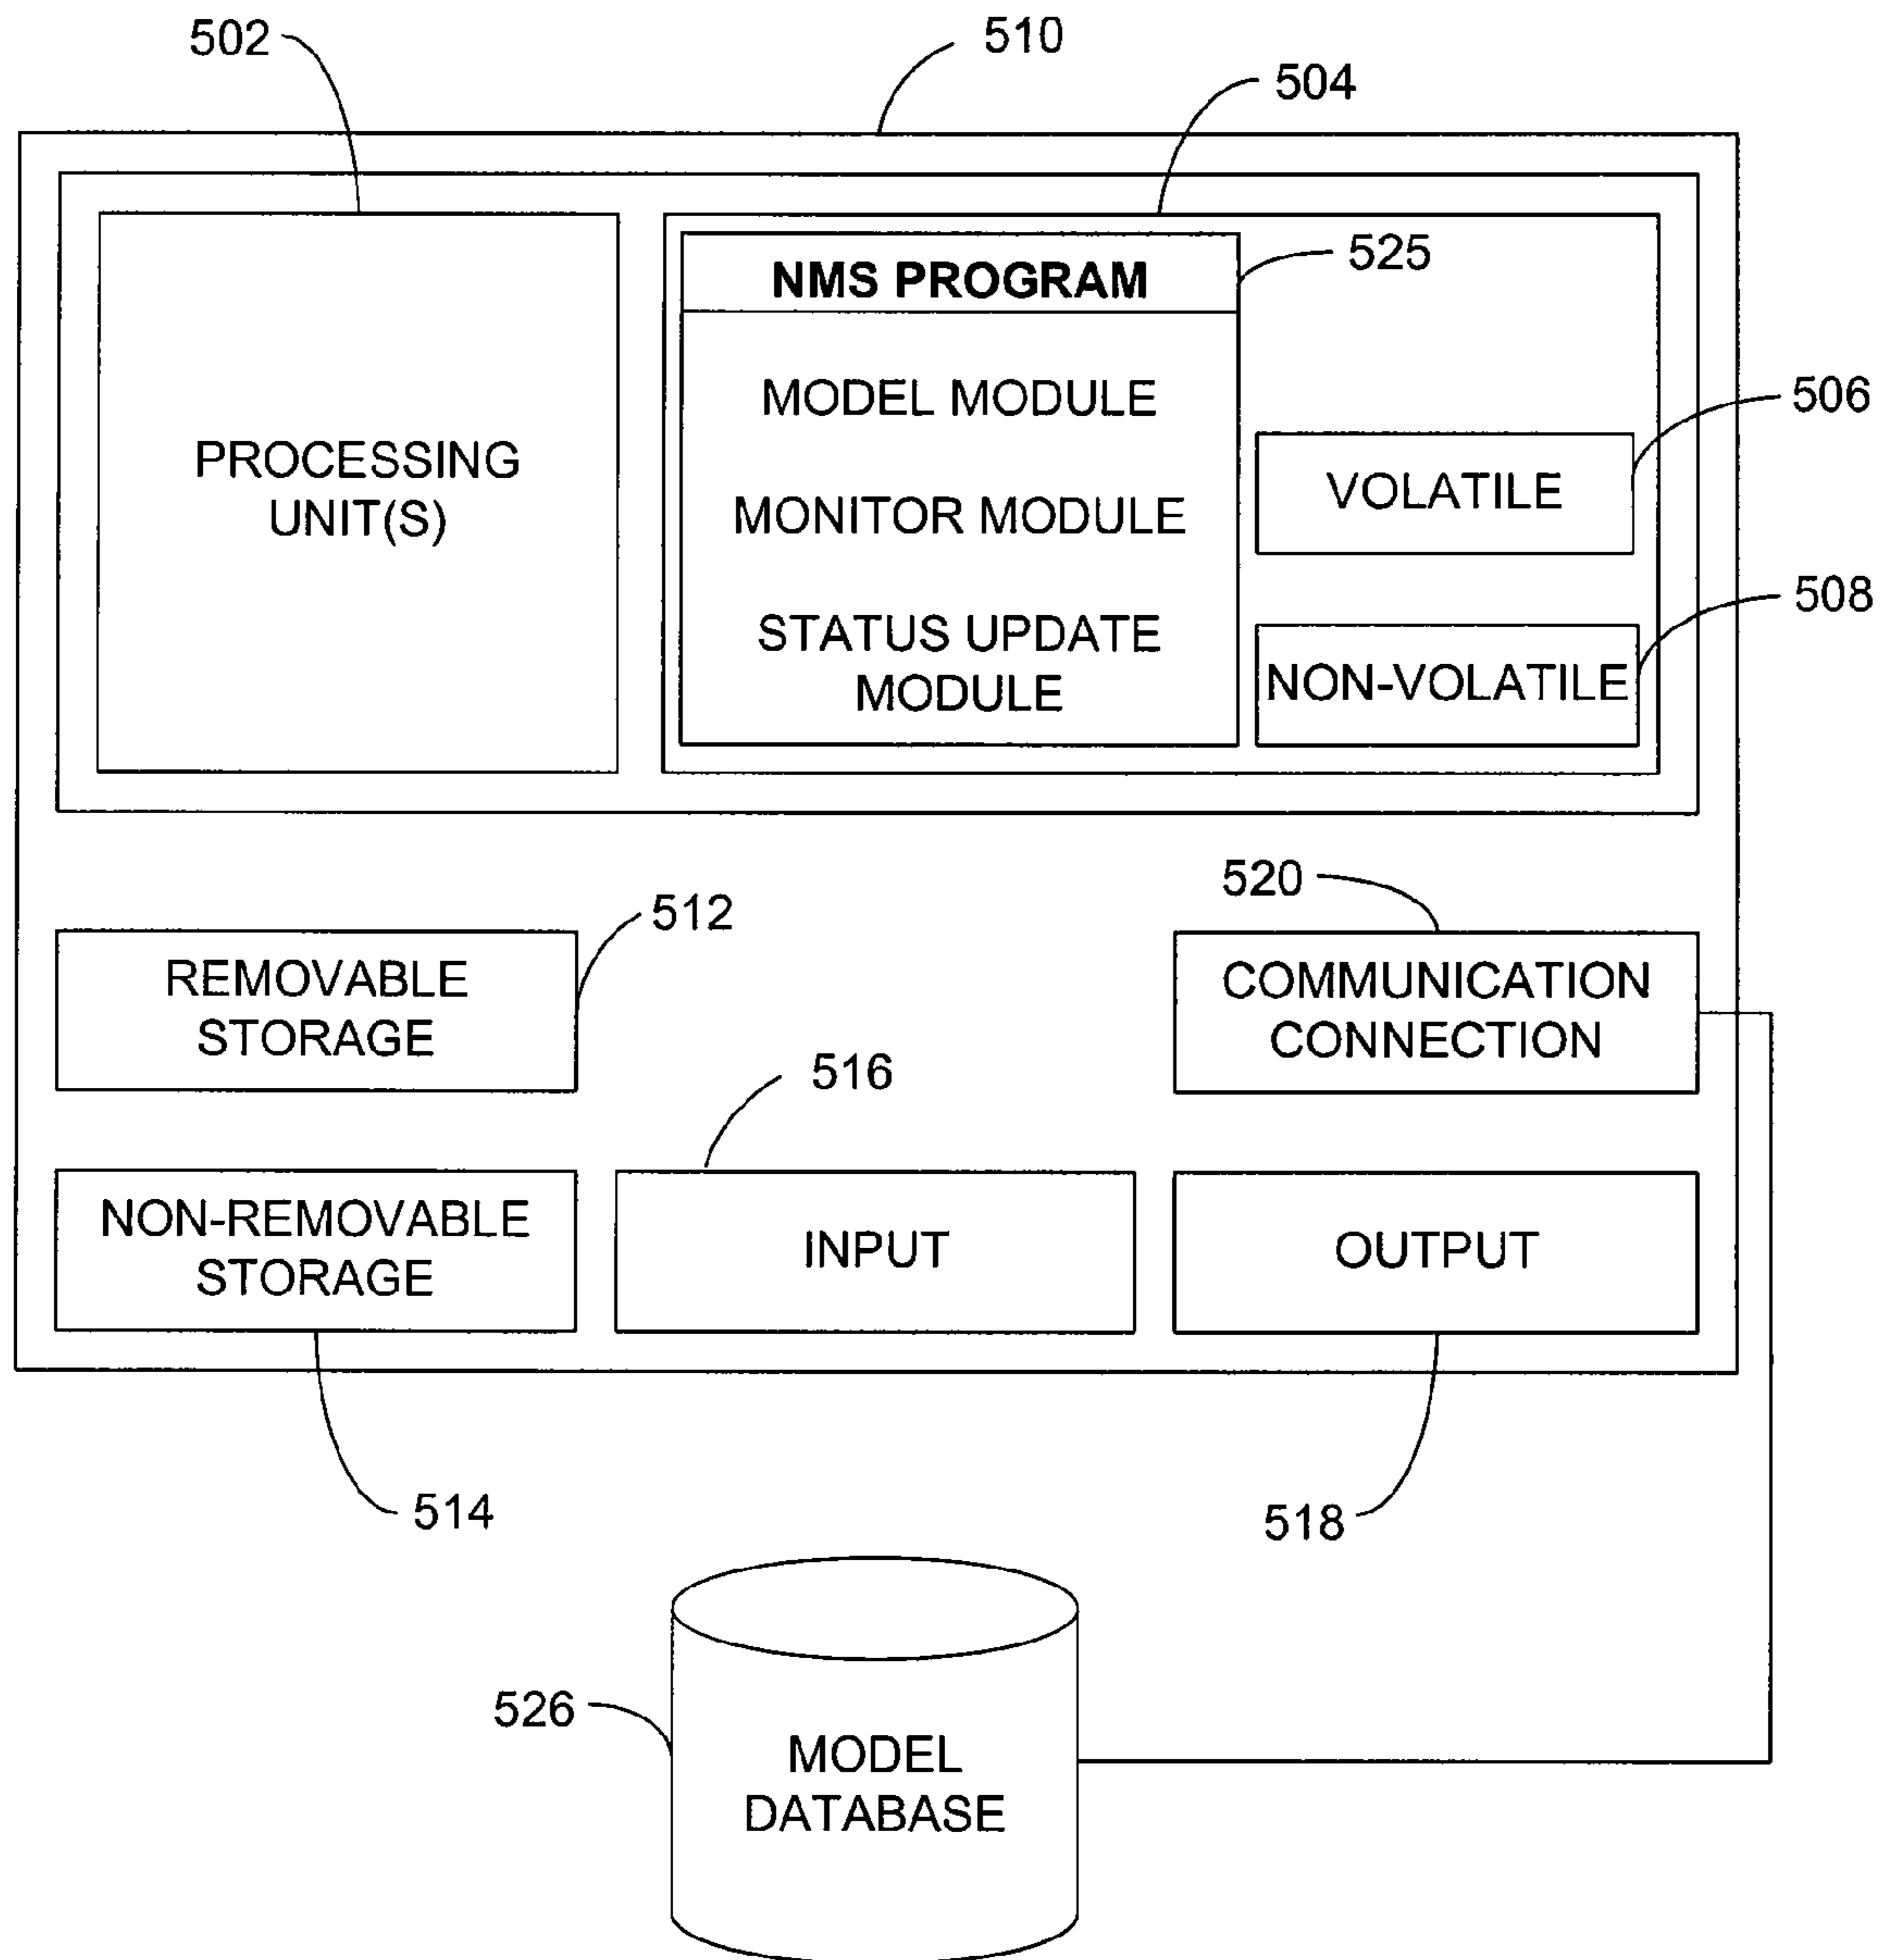 502
510
504
NMS PROGRAM
525
MODEL MODULE
506
PROCESSING
UNIT(S)
VOLATILE
MONITOR MODULE
508
STATUS UPDATE
MODULE
NON-VOLATILE
520
512
REMOVABLE
STORAGE
COMMUNICATION
CONNECTION
516
NON-REMOVABLE
STORAGE
INPUT
OUTPUT
514
518
526
MODEL
DATABASE